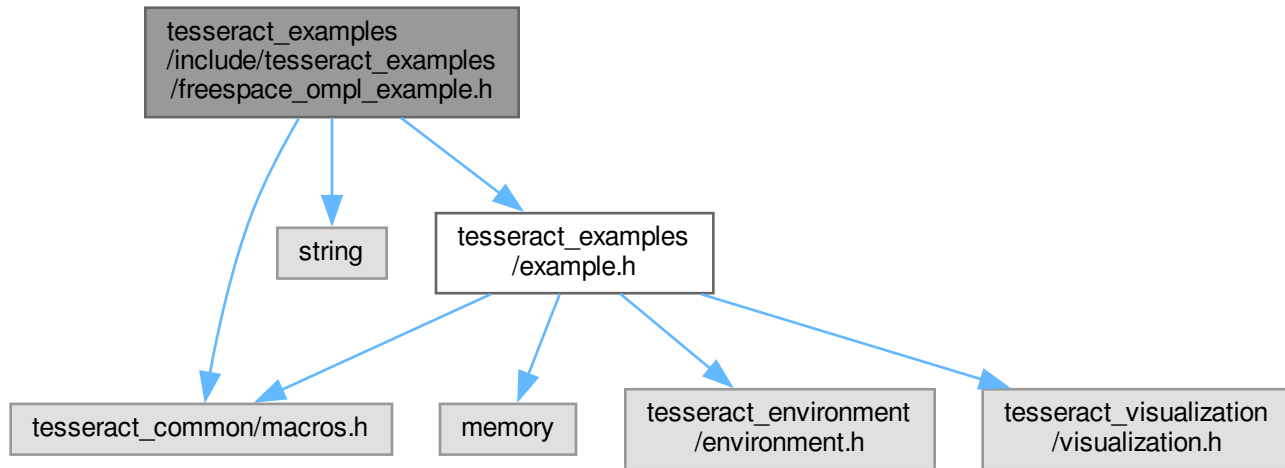 tesseract_examples
/include/tesseract_examples
/freespace_ompl_example.h
string
tesseract_examples
/example.h
tesseract_common/macros.h
memory
tesseract_environment
/environment.h
tesseract_visualization
/visualization.h